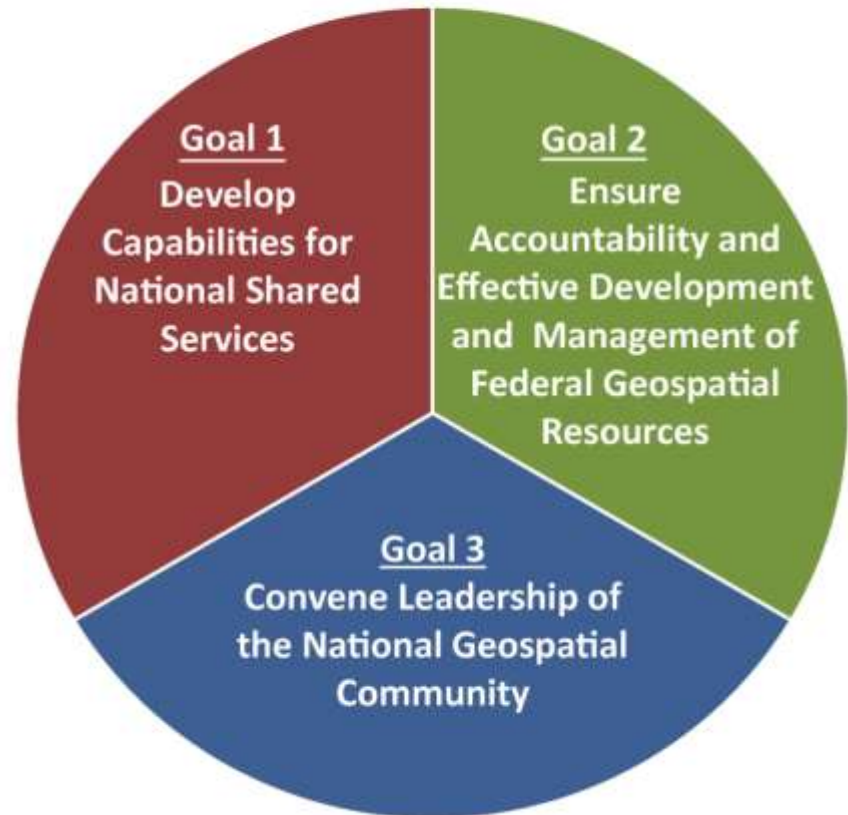 Goal 1
Develop
Capabilities for
National Shared
Services
Goal 2
Ensure
Accountability and
Effective Development
and Management of
Federal Geospatial
Resources
Goal 3
Convene Leadership of
the National Geospatial
Community